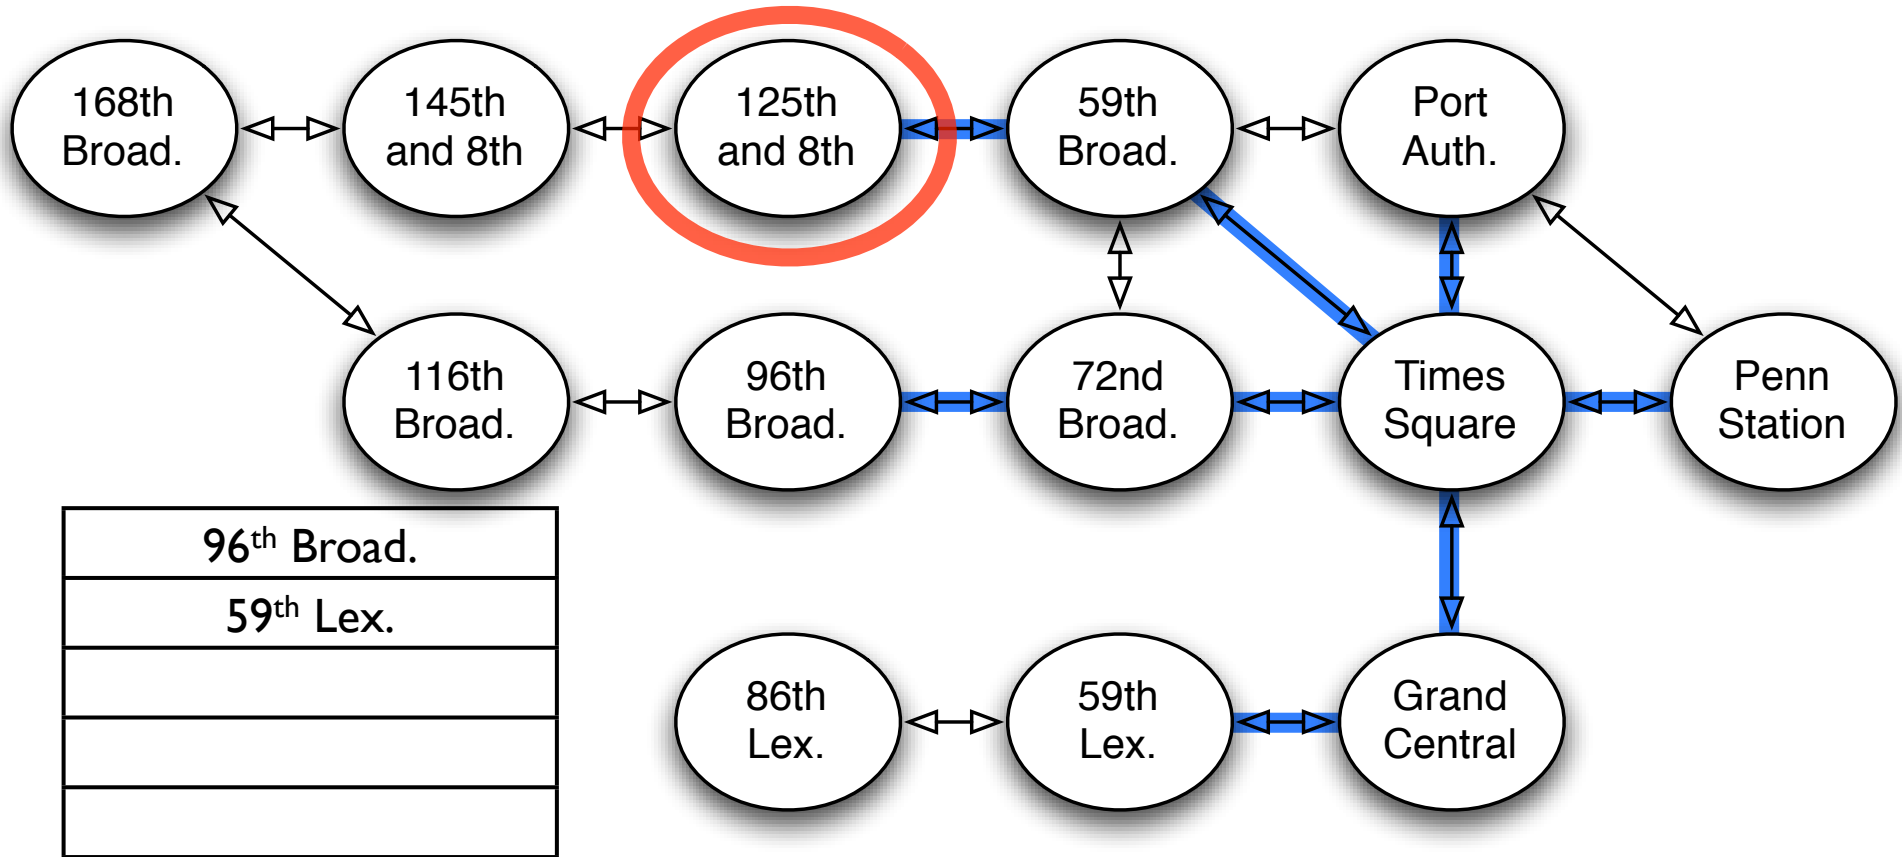 168th
Broad.
145th
and 8th
125th
and 8th
59th
Broad.
Port
Auth.
116th
Broad.
96th
Broad.
72nd
Broad.
Times
Square
Penn
Station
96th Broad.
59th Lex.
86th
Lex.
59th
Lex.
Grand
Central